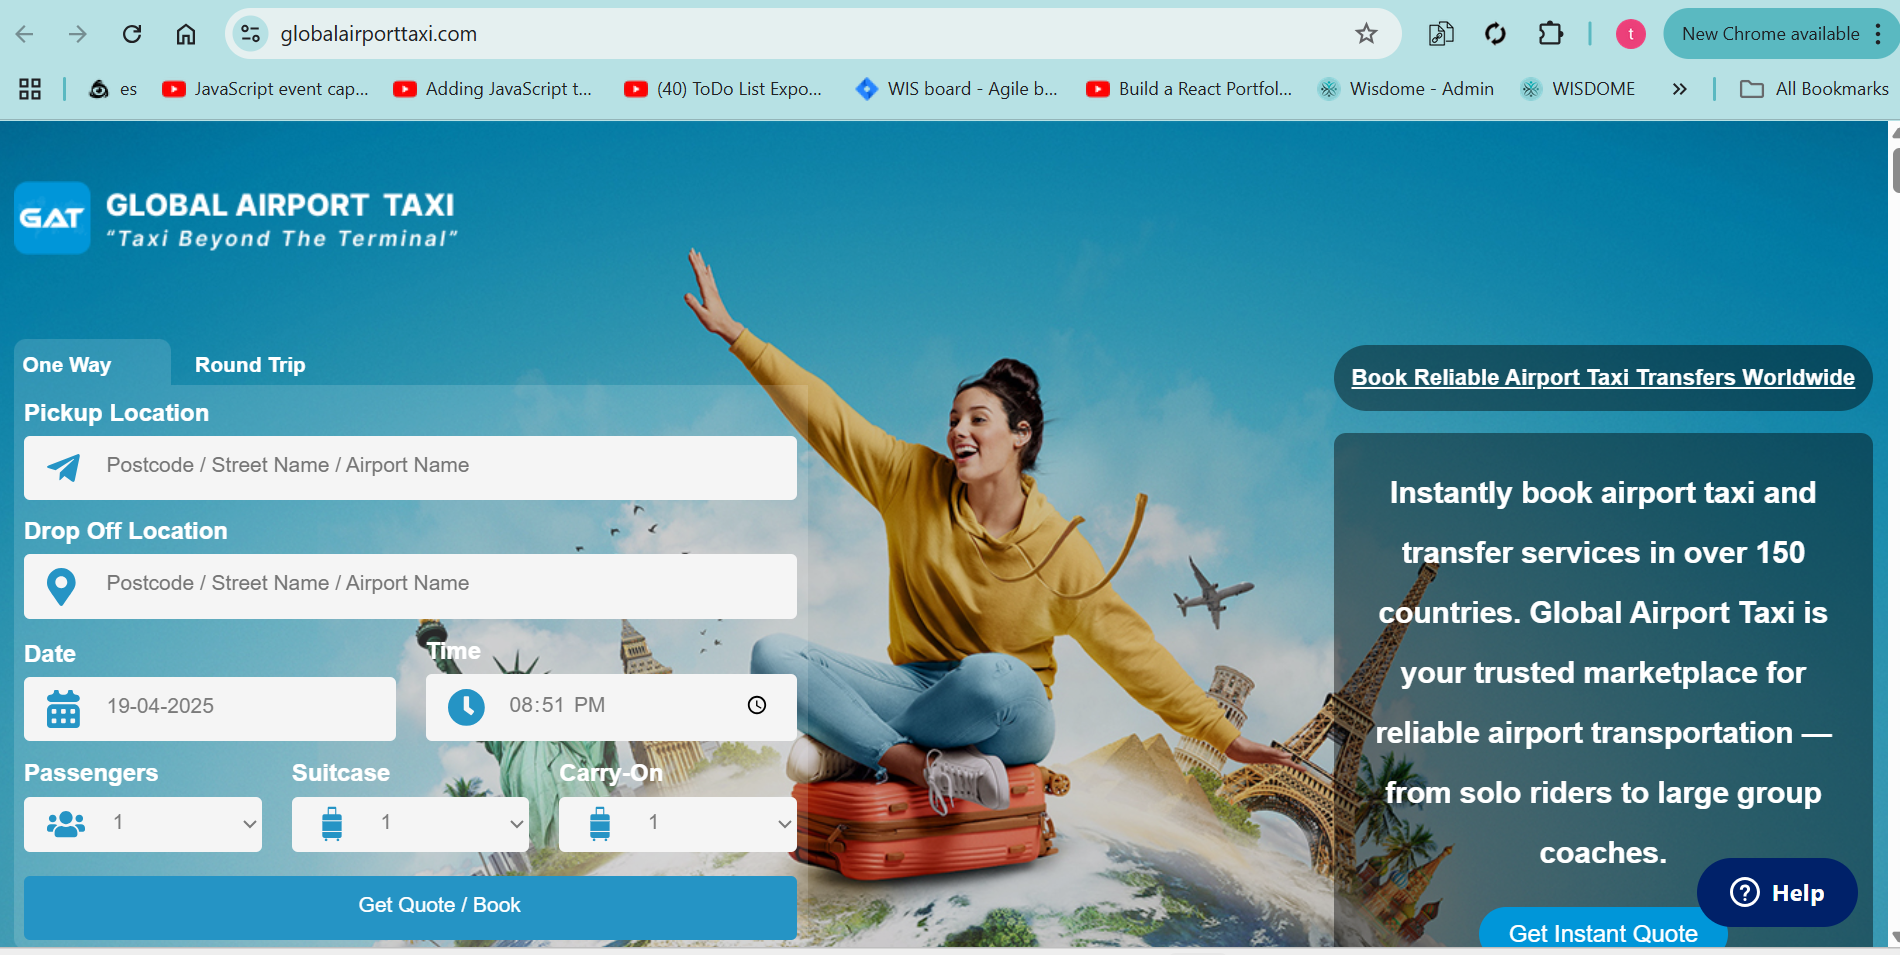 globalairporttaxi.com
t
New Chrome available
es
JavaScript event cap...
Adding JavaScript t...
(40) ToDo List Expo...
WIS board - Agile b...
Build a React Portfol...
Wisdome - Admin
WISDOME
All Bookmarks
GAT
GLOBAL AIRPORT TAXI
“Taxi Beyond The Terminal”
One Way
Round Trip
Pickup Location
Postcode / Street Name / Airport Name
Drop Off Location
Postcode / Street Name / Airport Name
Date
Time
19-04-2025
08:51 PM
Passengers
Suitcase
Carry-On
1
1
1
Get Quote / Book
Book Reliable Airport Taxi Transfers Worldwide
Instantly book airport taxi and
transfer services in over 150
countries. Global Airport Taxi is
your trusted marketplace for
reliable airport transportation —
from solo riders to large group
coaches.
Help
Get Instant Quote